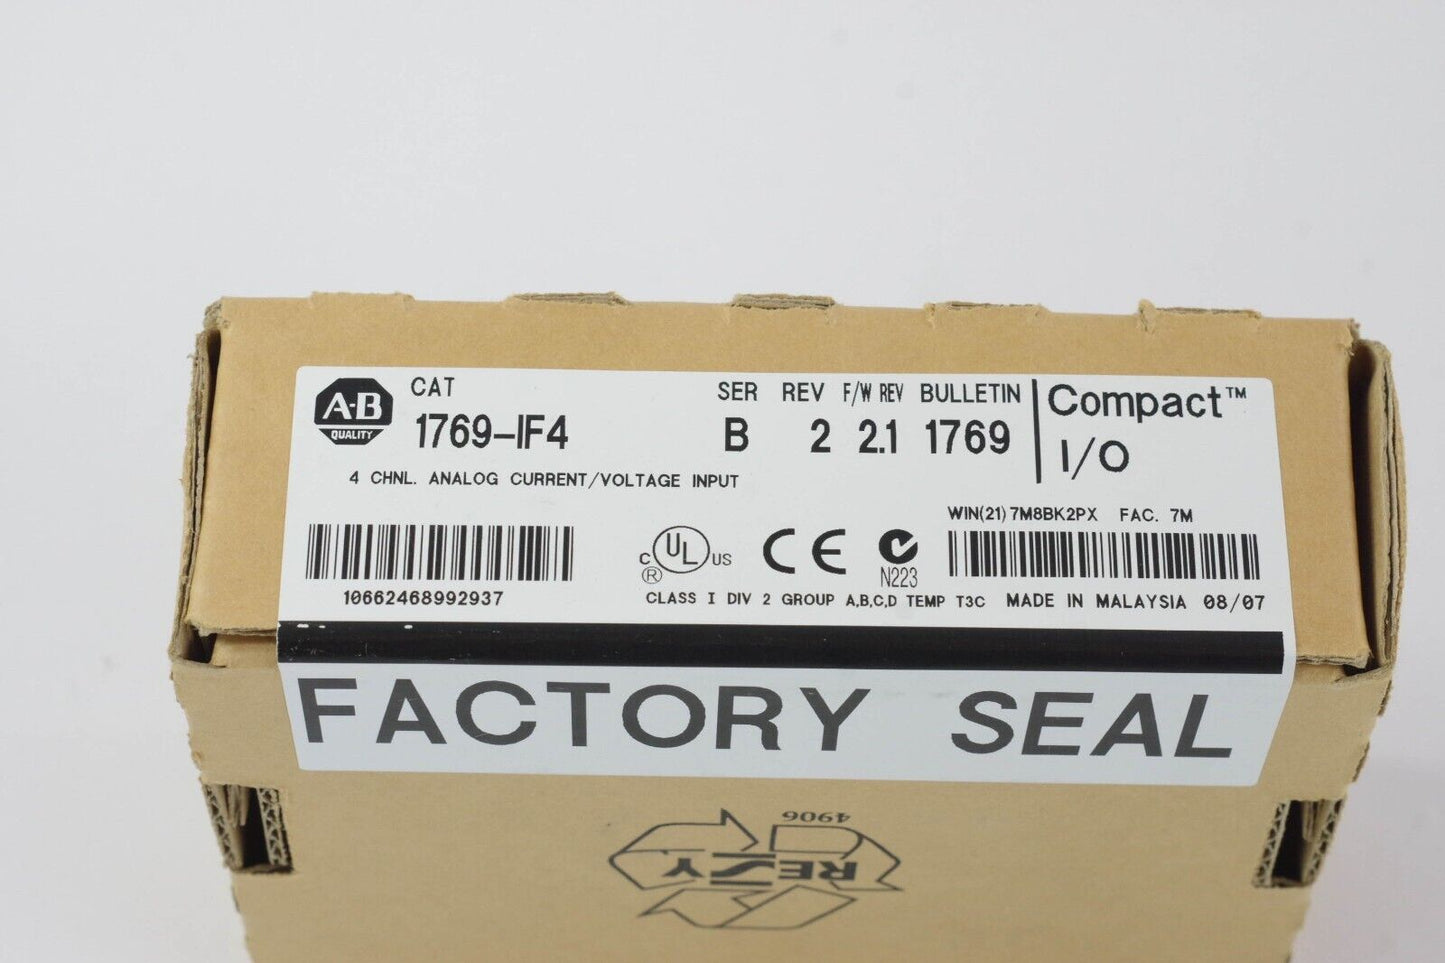 A-B QUALITY
CAT SER REV F/W REV BULLETIN
1769-IF4 B 2 2.1 1769
Compact™
I/O
4 CHNL. ANALOG CURRENT/VOLTAGE INPUT
WIN(21) 7M8BK2PX FAC. 7M
10662468992937
C UL US ®
CE
N223
CLASS I DIV 2 GROUP A,B,C,D TEMP T3C MADE IN MALAYSIA 08/07
FACTORY SEAL
4906
RESY